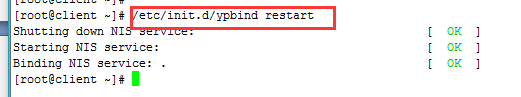 [root@client ~]#
[root@client ~]# /etc/init.d/ypbind restart
Shutting down NIS service: [ OK ]
Starting NIS service: [ OK ]
Binding NIS service: . [ OK ]
[root@client ~]#